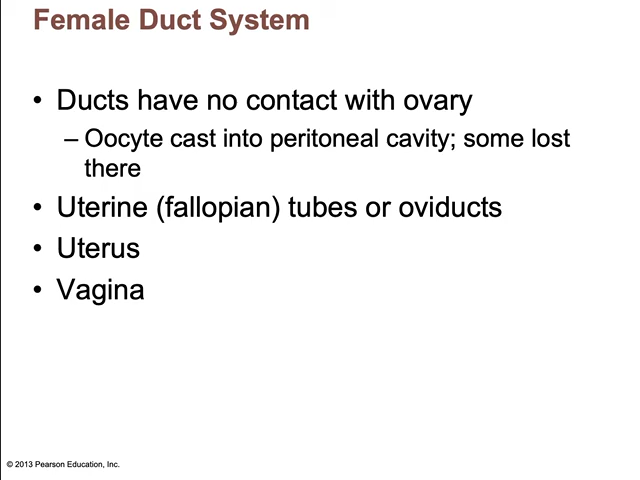 Female Duct System
• Ducts have no contact with ovary
– Oocyte cast into peritoneal cavity; some lost
there
• Uterine (fallopian) tubes or oviducts
• Uterus
• Vagina
© 2013 Pearson Education, Inc.